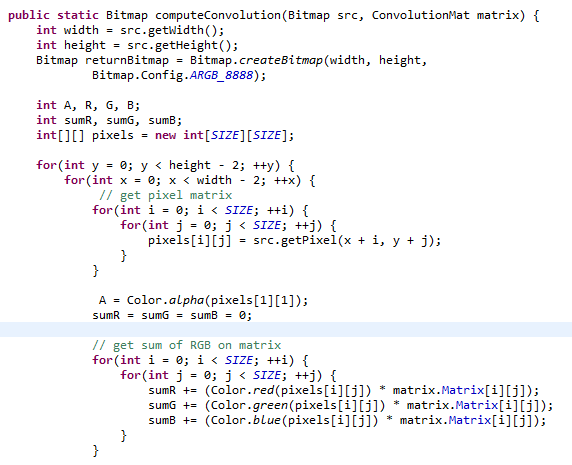 public static Bitmap computeConvolution(Bitmap src, ConvolutionMat matrix) {
int width = src.getWidth();
int height = src.getHeight();
Bitmap returnBitmap = Bitmap.createBitmap(width, height,
Bitmap.Config.ARGB_8888);
int A, R, G, B;
int sumR, sumG, sumB;
int[][] pixels = new int[SIZE][SIZE];
for(int y = 0; y < height - 2; ++y) {
for(int x = 0; x < width - 2; ++x) {
// get pixel matrix
for(int i = 0; i < SIZE; ++i) {
for(int j = 0; j < SIZE; ++j) {
pixels[i][j] = src.getPixel(x + i, y + j);
}
}
A = Color.alpha(pixels[1][1]);
sumR = sumG = sumB = 0;
// get sum of RGB on matrix
for(int i = 0; i < SIZE; ++i) {
for(int j = 0; j < SIZE; ++j) {
sumR += (Color.red(pixels[i][j]) * matrix.Matrix[i][j]);
sumG += (Color.green(pixels[i][j]) * matrix.Matrix[i][j]);
sumB += (Color.blue(pixels[i][j]) * matrix.Matrix[i][j]);
}
}